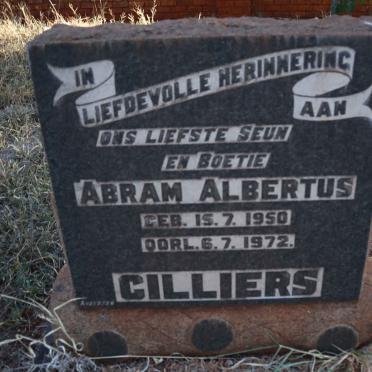 IN
LIEFDEVOLLE HERINNERING
AAN
ONS LIEFSTE SEUN
EN BOETIE
ABRAM ALBERTUS
GEB. 15.7. 1950
OORL. 6.7. 1972.
CILLIERS